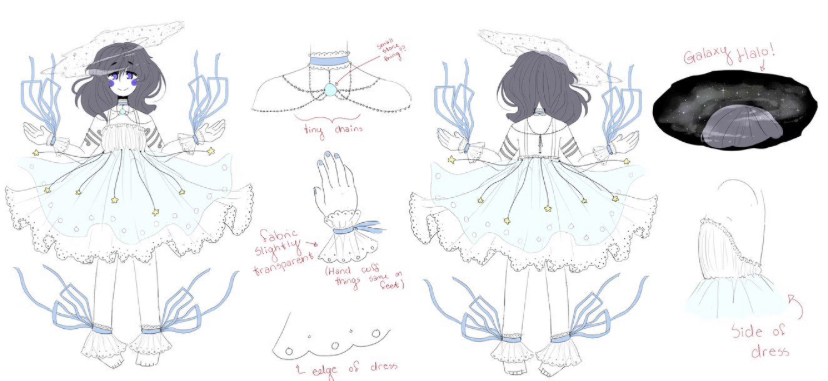 small
stone
thing??
tiny chains
fabric
slightly
transparent
(Hand cuff
things same on
feet)
edge of dress
Galaxy Halo!
Side of
dress